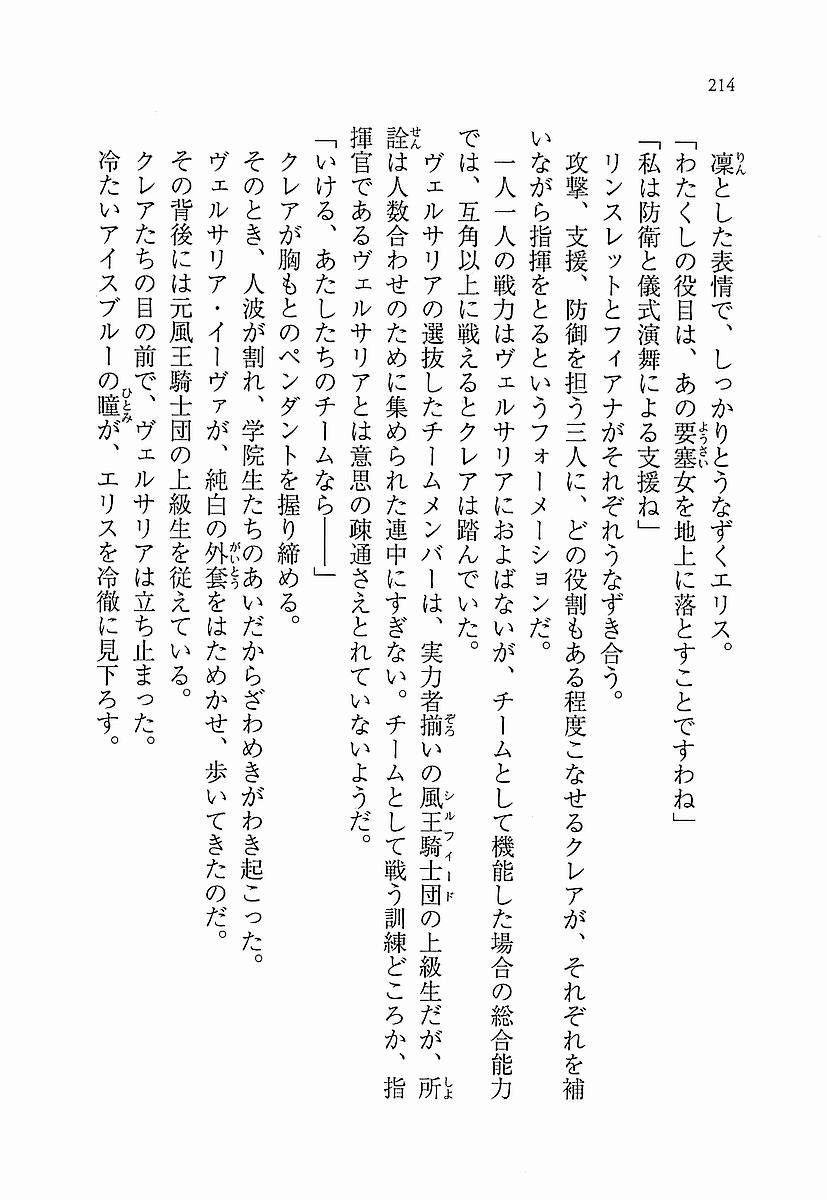 214
凛とした表情で、しっかりとうなずくエリス。
「わたくしの役目は、あの要塞女を地上に落とすことですわね」
「私は防衛と儀式演舞による支援ね」
リンスレットとフィアナがそれぞれうなずき合う。
攻撃、支援、防御を担う三人に、どの役割もある程度こなせるクレアが、それぞれを補
いながら指揮をとるというフォーメーションだ。
一人一人の戦力はヴェルサリアにおよばないが、チームとして機能した場合の総合能力
では、互角以上に戦えるとクレアは踏んでいた。
ヴェルサリアの選抜したチームメンバーは、実力者揃いの風王騎士団の上級生だが、所
詮は人数合わせのために集められた連中にすぎない。チームとして戦う訓練どころか、指
揮官であるヴェルサリアとは意思の疎通さえとれていないようだ。
「いける、あたしたちのチームなら――」
クレアが胸もとのペンダントを握り締める。
そのとき、人波が割れ、学院生たちのあいだからざわめきがわき起こった。
ヴェルサリア・イーヴァが、純白の外套をはためかせ、歩いてきたのだ。
その背後には元風王騎士団の上級生を従えている。
クレアたちの目の前で、ヴェルサリアは立ち止まった。
冷たいアイスブルーの瞳が、エリスを冷徹に見下ろす。